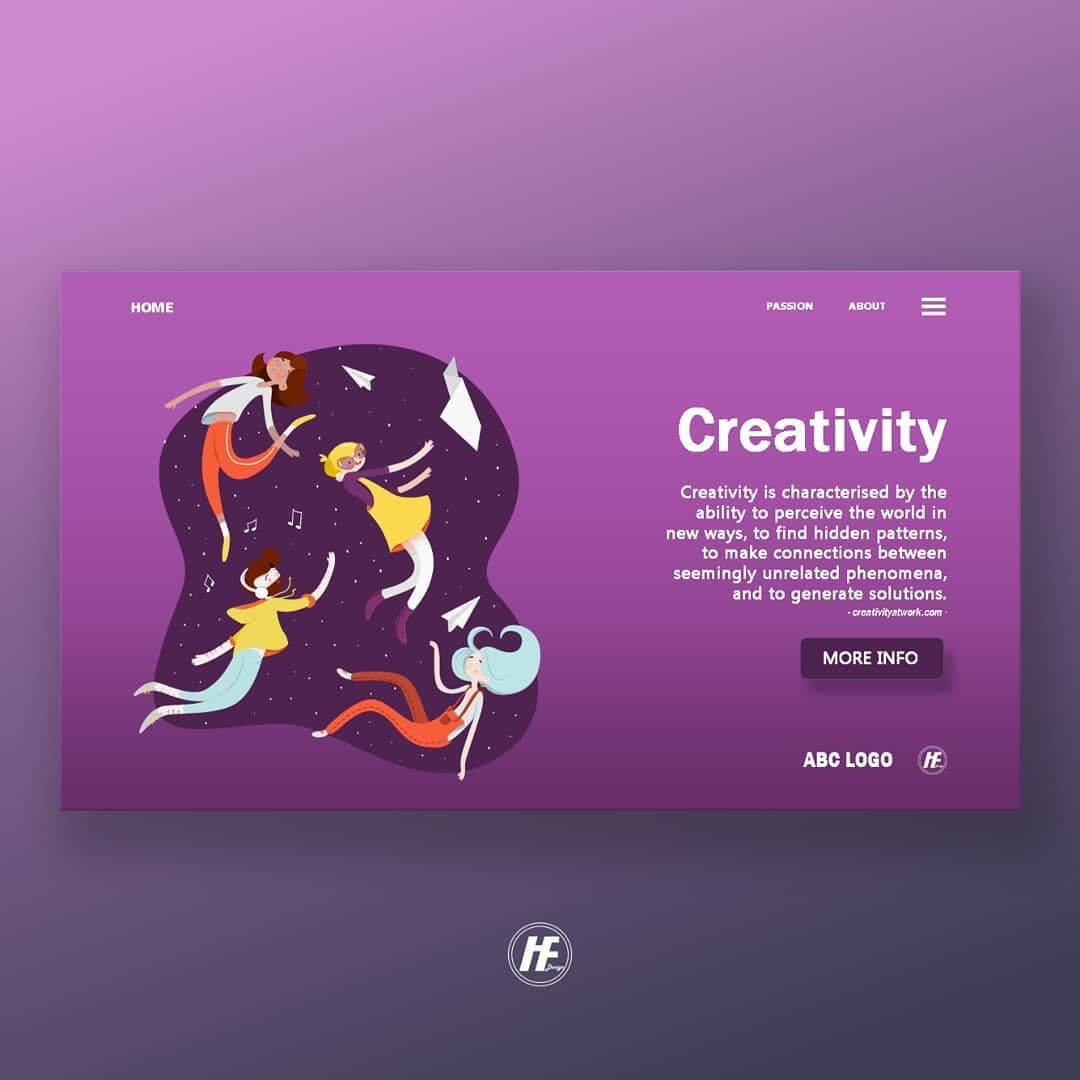 HOME
PASSION ABOUT
Creativity
Creativity is characterised by the
ability to perceive the world in
new ways, to find hidden patterns,
to make connections between
seemingly unrelated phenomena,
and to generate solutions.
- creativityatwork.com -
MORE INFO
ABC LOGO HF
HF
Design